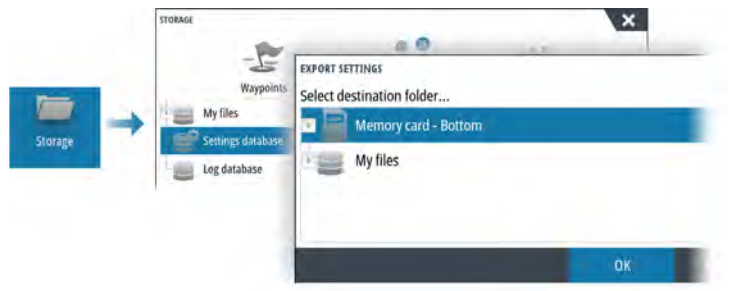 STORAGE
Waypoints
My files
Settings database
Log database
Storage
EXPORT SETTINGS
Select destination folder...
Memory card - Bottom
My files
OK